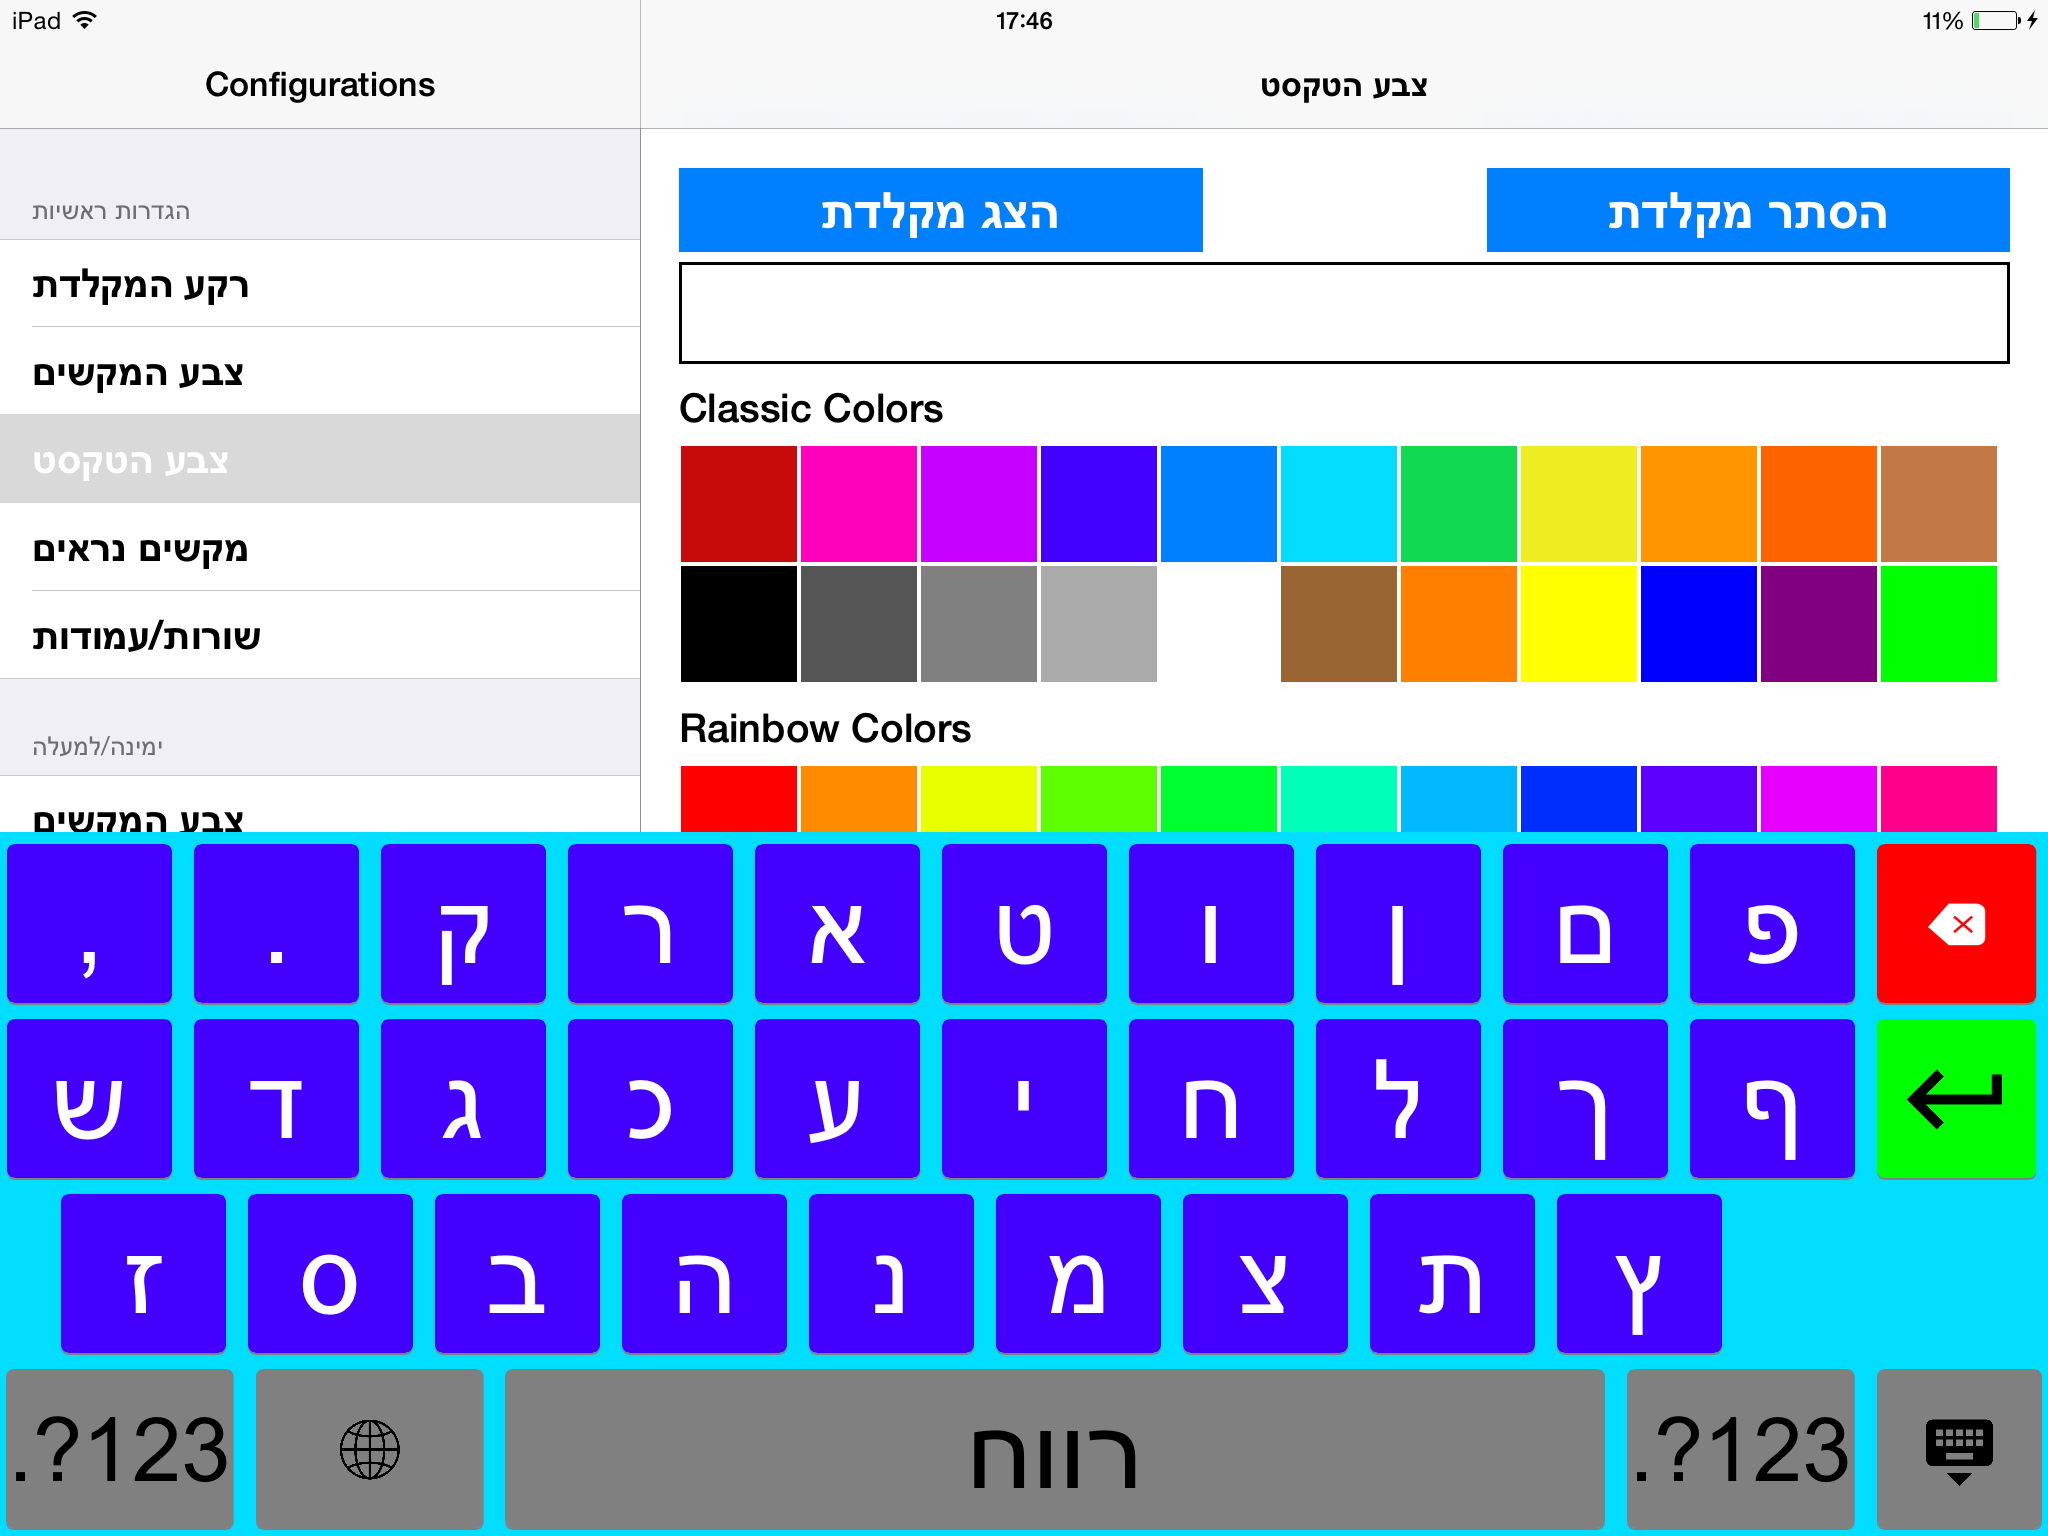 iPad 17:46 11%
Configurations
צבע הטקסט
הגדרות ראשיות
רקע המקלדת
צבע המקשים
צבע הטקסט
מקשים נראים
שורות/עמודות
ימינה/למעלה
צבע המקשים
הצג מקלדת הסתר מקלדת
Classic Colors
Rainbow Colors
, . ק ר א ט ו ן ם פ
ש ד ג כ ע י ח ל ך ף
ז ס ב ה נ מ צ ת ץ
.?123 רווח .?123